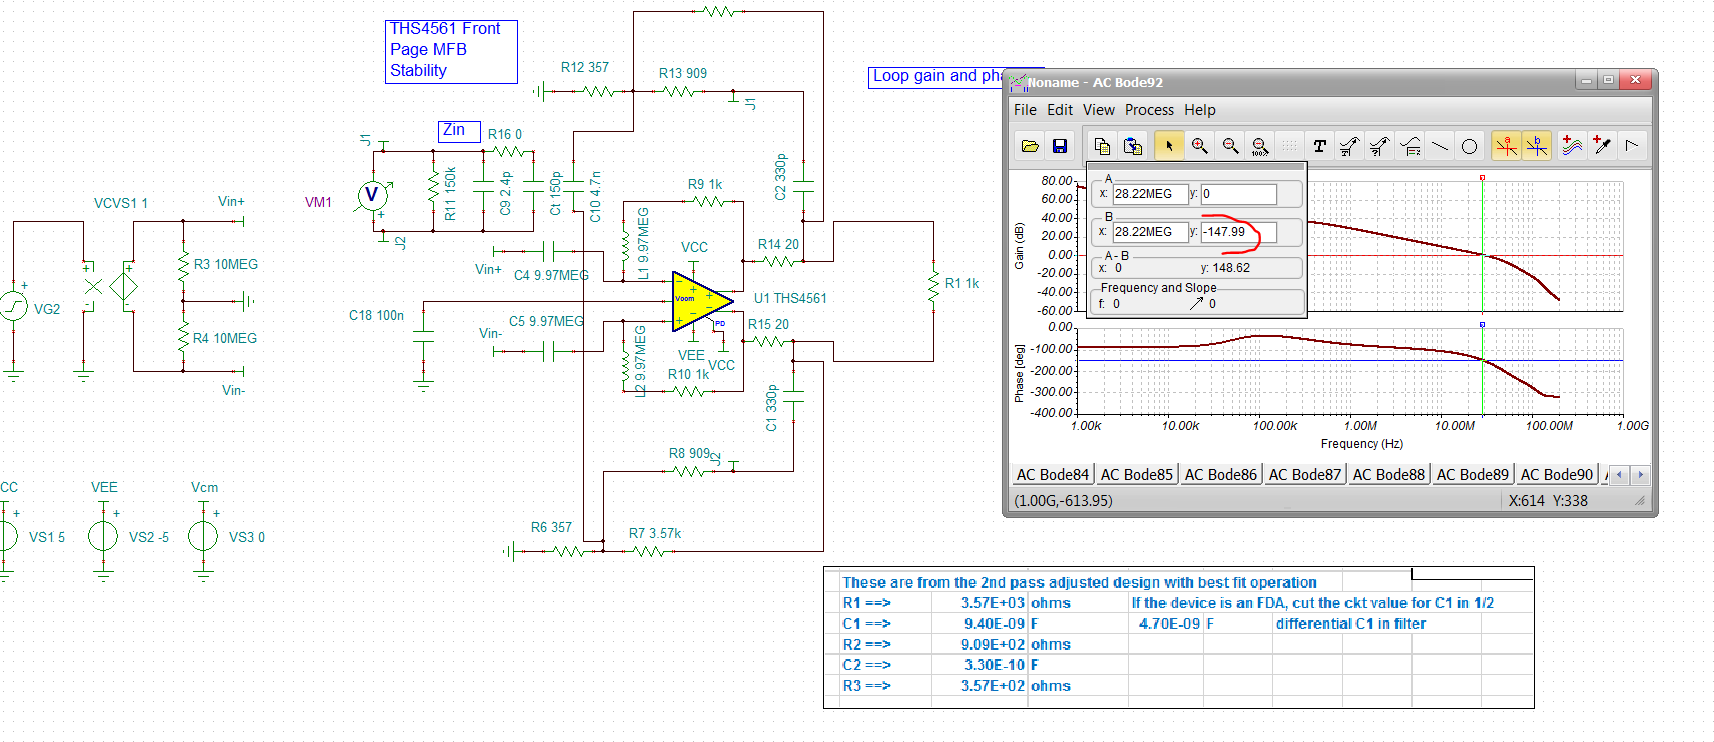 THS4561 Front
Page MFB
Stability
R12 357
R13 909
J1
Loop gain and pha
Zin
J1
R16 0
VM1
V
+
R11 150k
C9 2.4p
Ct 150p
C10 4.7n
C2 330p
J2
R9 1k
L1 9.97MEG
VCC
R14 20
Vin+
C4 9.97MEG
Vcom
U1 THS4561
PD
R1 1k
C18 100n
Vin-
C5 9.97MEG
R15 20
VEE
VCC
L2 9.97MEG
R10 1k
C1 330p
R8 909
J2
R6 357
R7 3.57k
VCVS1 1
Vin+
R3 10MEG
VG2
R4 10MEG
Vin-
CC
VEE
Vcm
VS1 5
VS2 -5
VS3 0
Noname - AC Bode92
File Edit View Process Help
A
x: 28.22MEG y: 0
B
x: 28.22MEG y: -147.99
A - B
x: 0 y: 148.62
Frequency and Slope
f: 0 0
Gain (dB)
80.00
60.00
40.00
20.00
0.00
-20.00
-40.00
-60.00
Phase [deg]
0.00
-100.00
-200.00
-300.00
-400.00
1.00K 10.00K 100.00K 1.00M 10.00M 100.00M 1.00G
Frequency (Hz)
AC Bode84 AC Bode85 AC Bode86 AC Bode87 AC Bode88 AC Bode89 AC Bode90
(1.00G,-613.95) X:614 Y:338
These are from the 2nd pass adjusted design with best fit operation
R1 ==> 3.57E+03 ohms If the device is an FDA, cut the ckt value for C1 in 1/2
C1 ==> 9.40E-09 F 4.70E-09 F differential C1 in filter
R2 ==> 9.09E+02 ohms
C2 ==> 3.30E-10 F
R3 ==> 3.57E+02 ohms